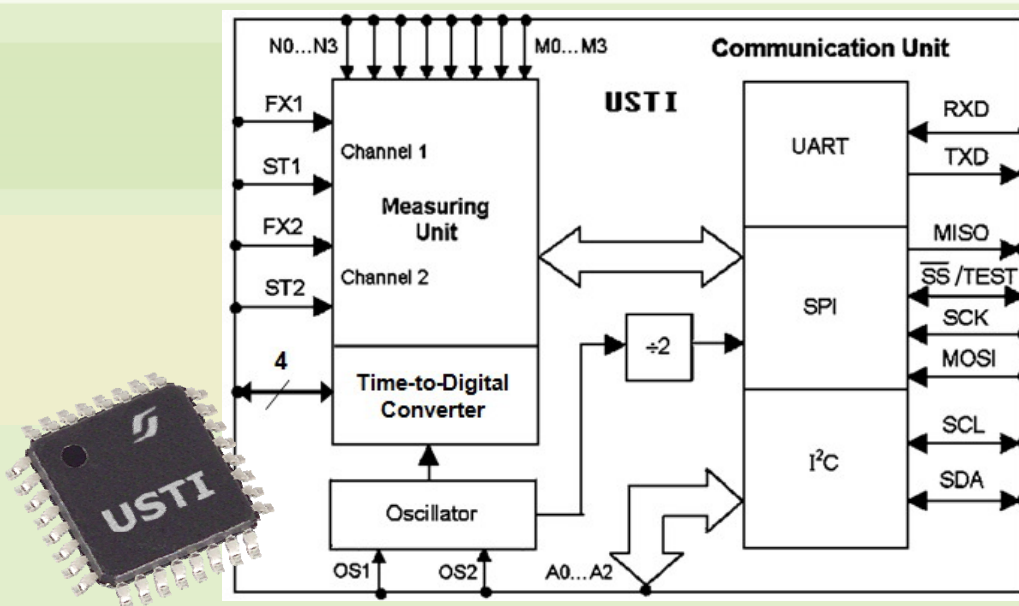 N0...N3
M0...M3
Communication Unit
USTI
FX1
Channel 1
ST1
Measuring
Unit
FX2
Channel 2
ST2
4
Time-to-Digital
Converter
Oscillator
OS1
OS2
÷2
A0...A2
UART
SPI
I²C
RXD
TXD
MISO
SS /TEST
SCK
MOSI
SCL
SDA
USTI